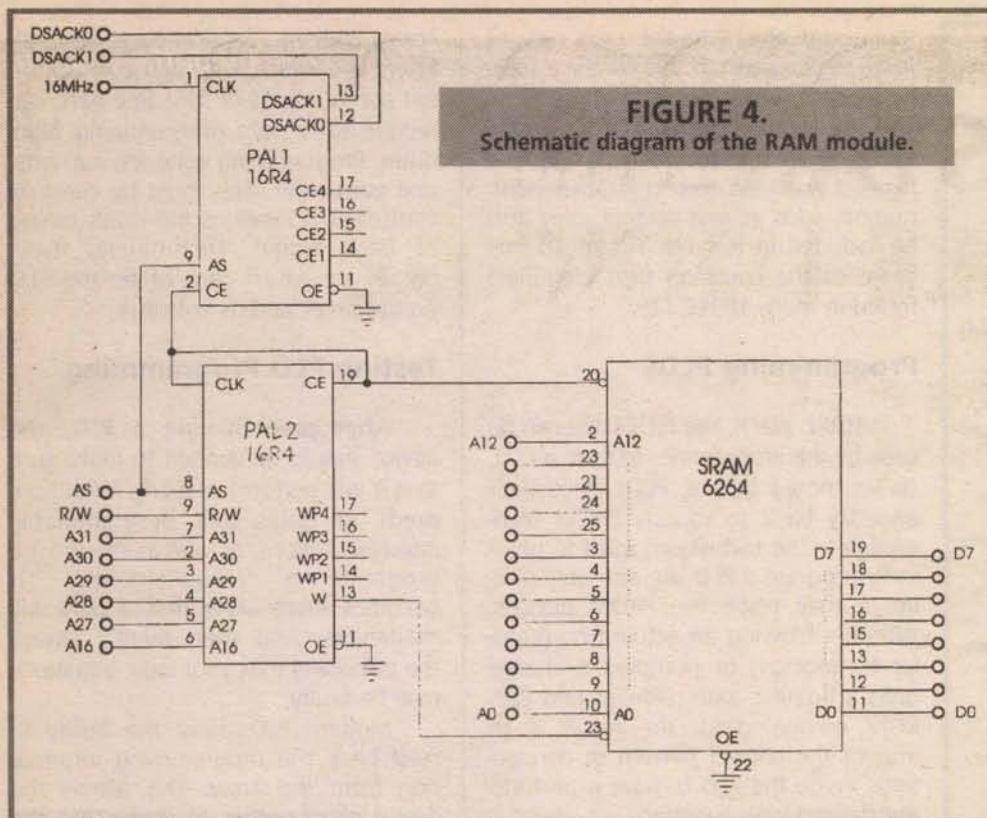 DSACK0
DSACK1
16MHz
1
CLK
DSACK1
13
DSACK0
12
PAL1
16R4
CE4
17
CE3
16
CE2
15
CE1
14
9
AS
2
CE
OE
11
FIGURE 4.
Schematic diagram of the RAM module.
CLK
CE
19
PAL2
16R4
AS
8
AS
R/W
9
R/W
A31
7
A31
A30
2
A30
A29
3
A29
A28
4
A28
A27
5
A27
A16
6
A16
WP4
17
WP3
16
WP2
15
WP1
14
W
13
OE
11
20
A12
2
A12
23
21
24
25
3
4
5
6
7
8
9
A0
10
A0
23
SRAM
6264
OE
22
D7
19
D7
18
17
16
15
13
12
D0
11
D0